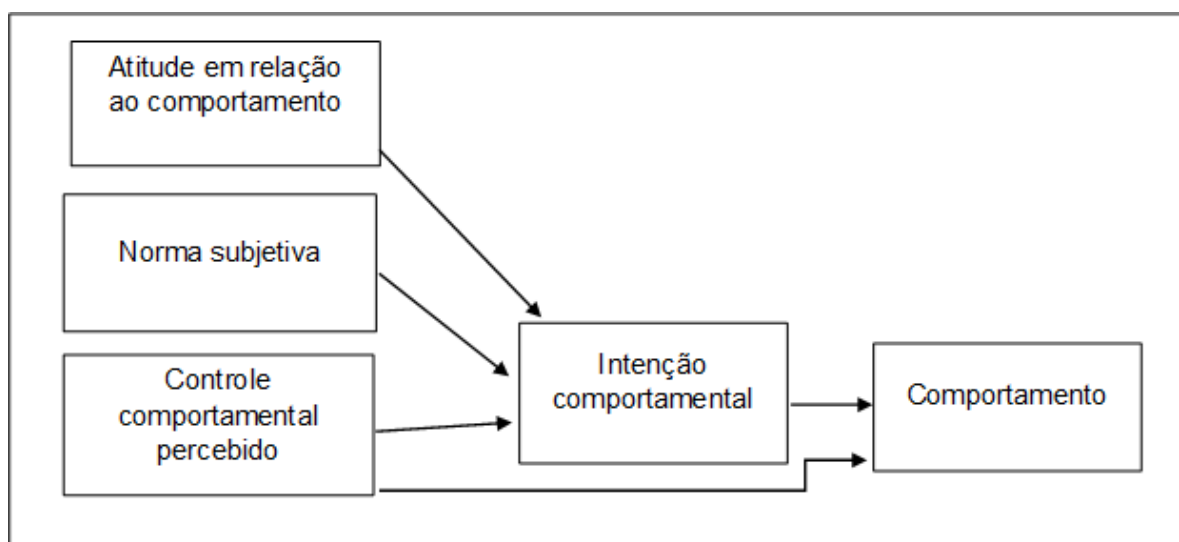 Atitude em relação
ao comportamento
Norma subjetiva
Controle
comportamental
percebido
Intenção
comportamental
Comportamento